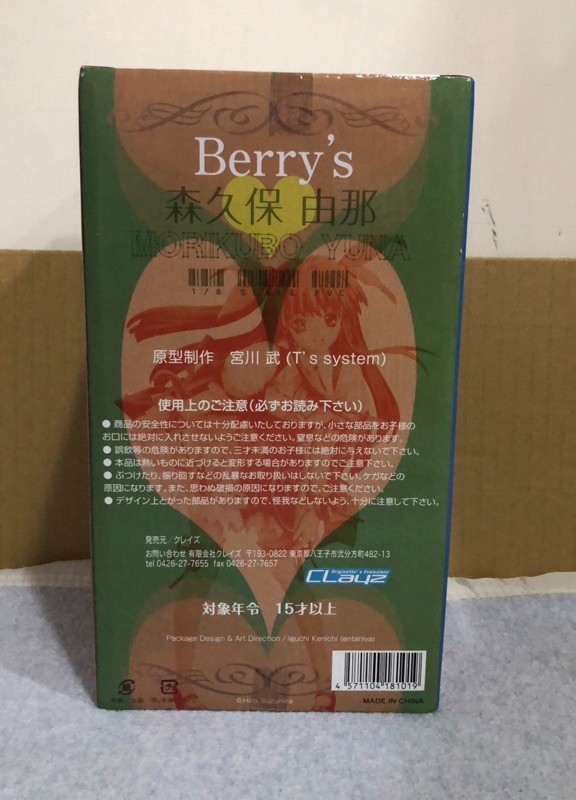 Berry's
森久保 由那
MORIKUBO YUNA
1/8 SCALE PVC
原型制作 宮川 武 (T's system)
使用上のご注意(必ずお読み下さい)
● 商品の安全性については十分配慮いたしておりますが、小さな部品をお子様の
お口には絶対に入れさせないようご注意ください。窒息などの危険があります。
● 誤飲等の危険がありますので、三才未満のお子様には絶対に与えないで下さい。
● 本品は熱いものに近づけると変形する場合がありますのでご注意下さい。
● ぶつけたり、振り回すなどの乱暴なお取り扱いはしないで下さい。ケガなどの
原因になります。また、思わぬ破損の原因になりますので、ご注意ください。
● デザイン上とがった部品がありますので、怪我などしないよう、十分に注意して下さい。
発売元/クレイズ
お問い合わせ 有限会社クレイズ 〒193-0822 東京都八王子市弐分方町482-13
tel 0426-27-7655 fax 0426-27-7657
Originality's Evolutions
CLayz
対象年令 15才以上
Package Design & Art Direction / Iguchi Kenichi (entaniya)
4 571104 181019
©Hiro Suzuhira
MADE IN CHINA